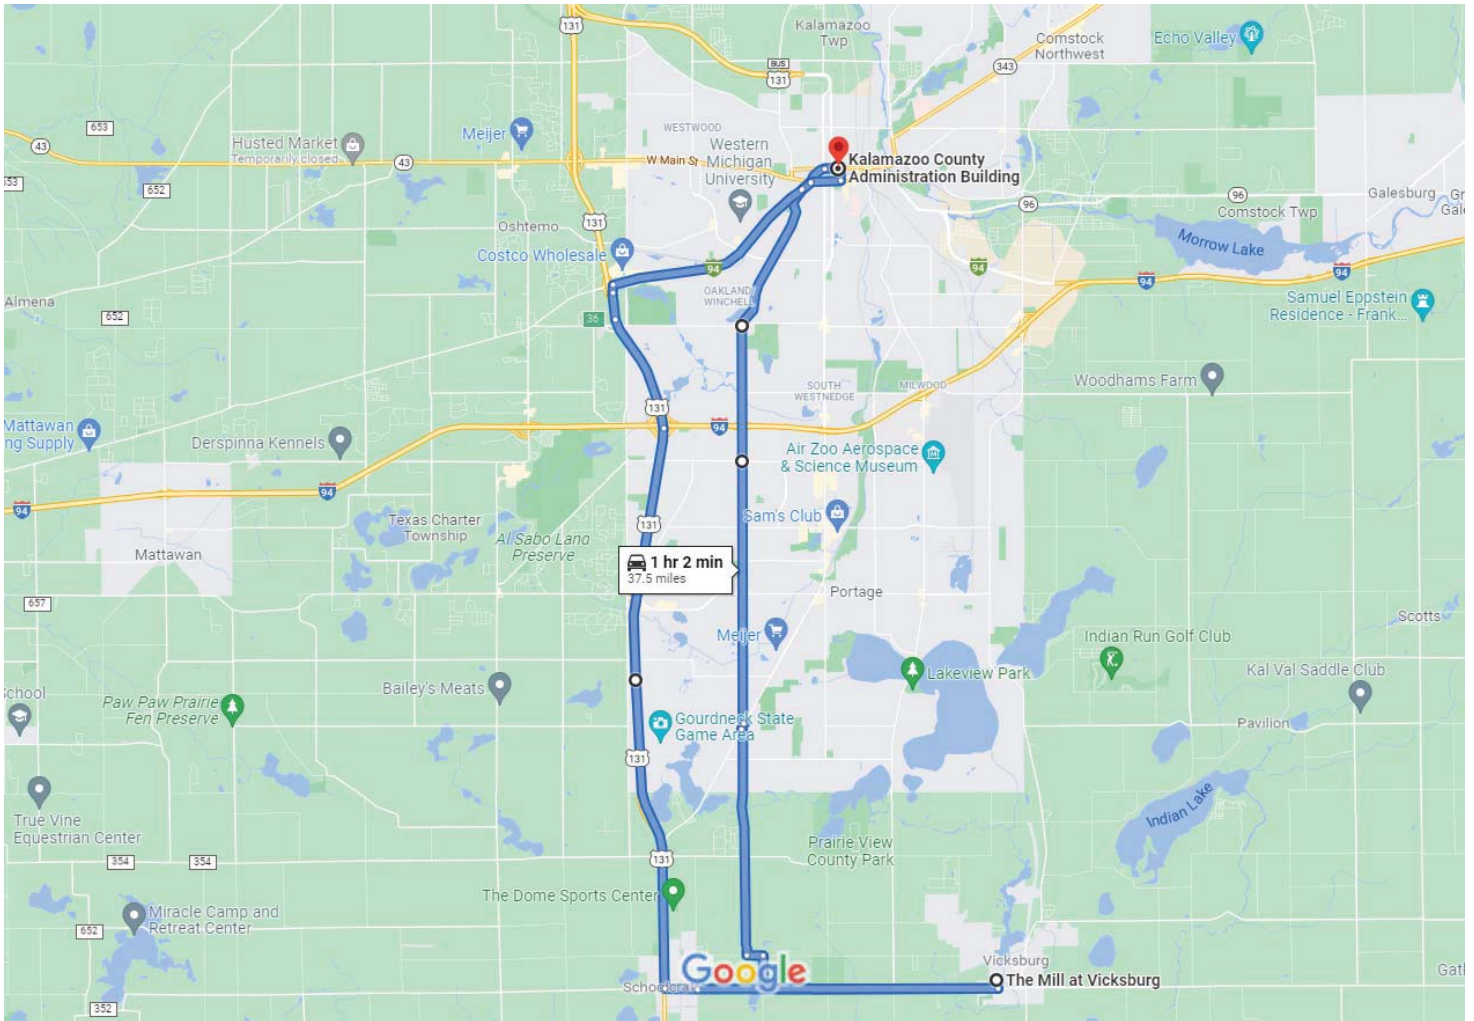 131
Kalamazoo
Twp
Comstock
Northwest
Echo Valley
BUS
131
343
653
43
Husted Market
Temporarily closed
Meijer
WESTWOOD
Western
Michigan
University
W Main St
43
Kalamazoo County
Administration Building
652
96
96
Galesburg
Comstock Twp
131
Oshtemo
Morrow Lake
Costco Wholesale
94
94
94
94
Almena
OAKLAND
WINCHELL
Samuel Eppstein
Residence - Frank...
652
36
SOUTH
WESTNEDGE
MILWOOD
Woodhams Farm
131
94
Mattawan
ng Supply
Derspinna Kennels
Air Zoo Aerospace
& Science Museum
94
94
Texas Charter
Township
131
Sam's Club
Al Sabo Land
Preserve
Mattawan
1 hr 2 min
37.5 miles
Portage
657
Scotts
Meijer
Indian Run Golf Club
Lakeview Park
Kal Val Saddle Club
School
Bailey's Meats
Paw Paw Prairie
Fen Preserve
Gourdneck State
Game Area
Pavilion
131
True Vine
Equestrian Center
Indian Lake
Prairie View
County Park
354
354
131
The Dome Sports Center
Miracle Camp and
Retreat Center
652
Vicksburg
Google
The Mill at Vicksburg
352